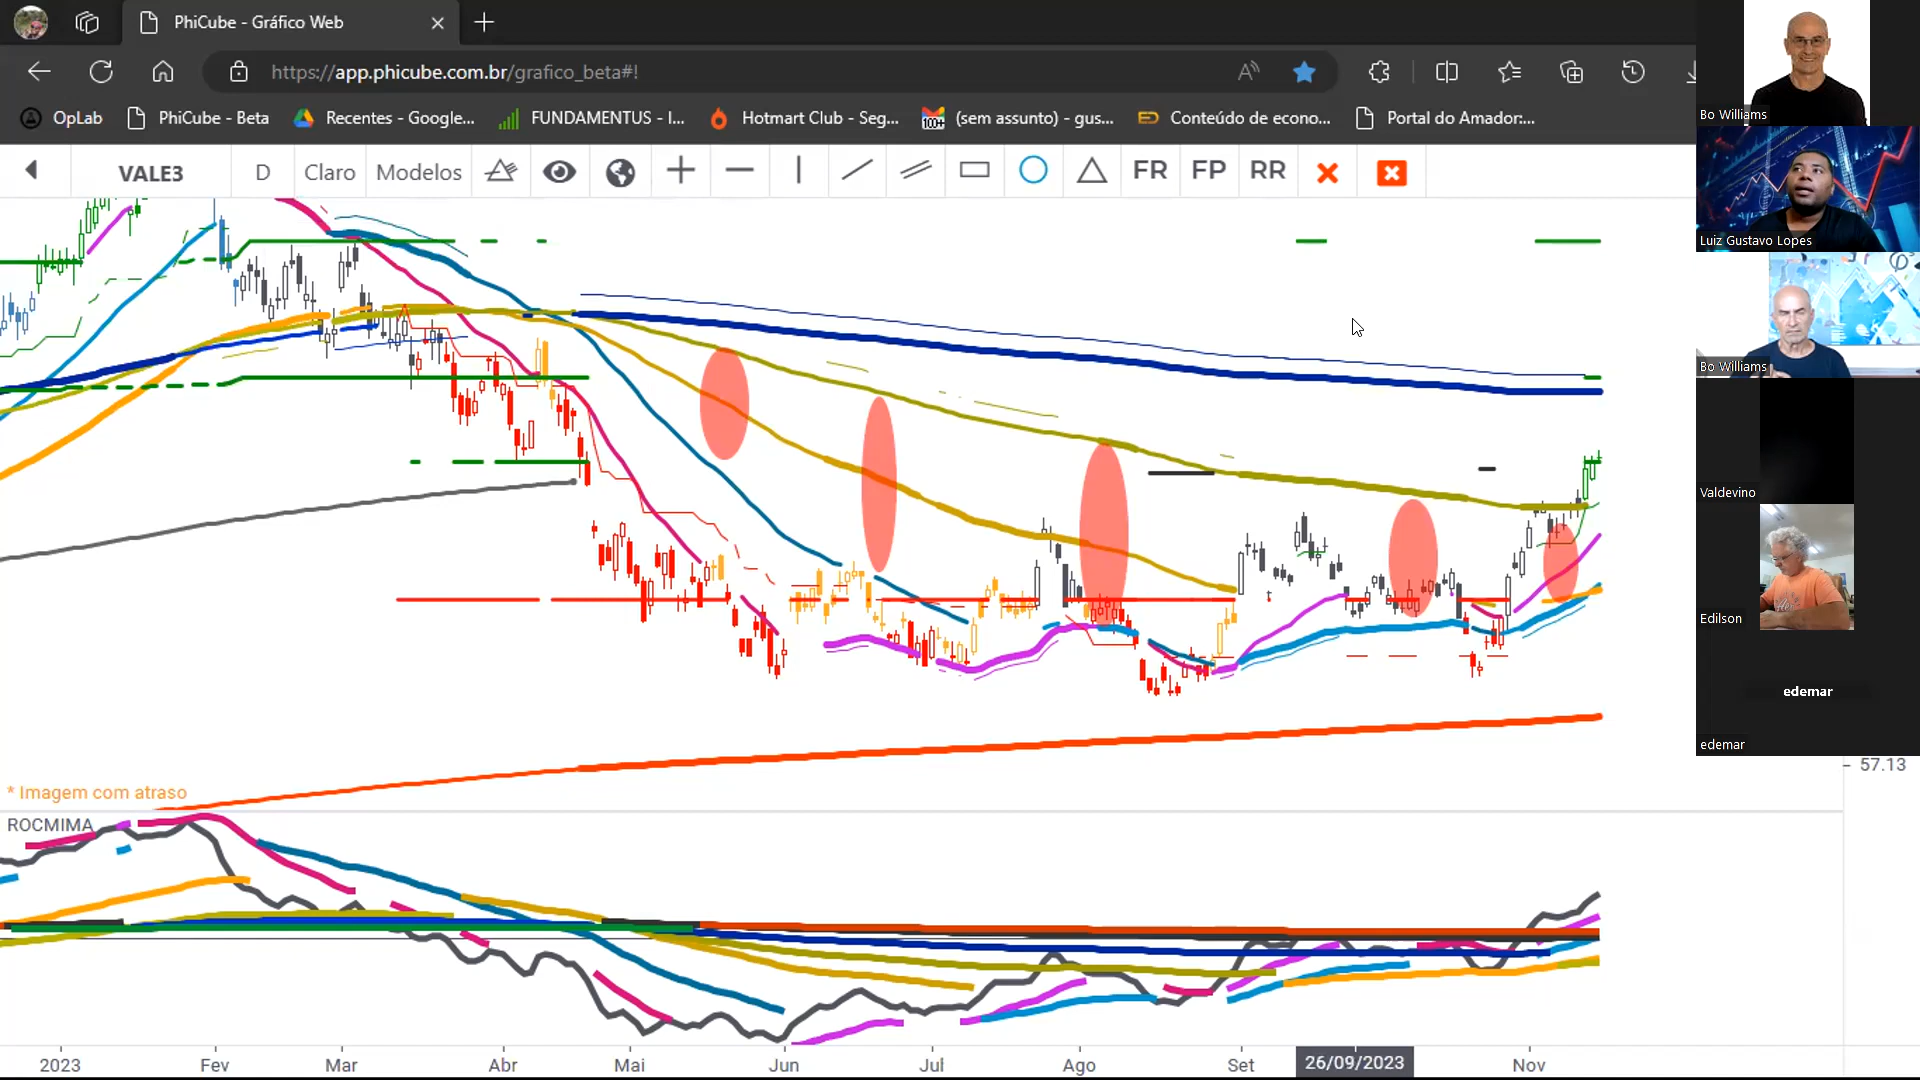 PhiCube - Gráfico Web
https://app.phicube.com.br/grafico_beta#!
OpLab
PhiCube - Beta
Recentes - Google...
FUNDAMENTUS - I...
Hotmart Club - Seg...
100+
(sem assunto) - gus...
Conteúdo de econo...
Portal do Amador:...
VALE3
D
Claro
Modelos
FR
FP
RR
Bo Williams
Luiz Gustavo Lopes
Bo Williams
Valdevino
Edilson
edemar
edemar
57.13
* Imagem com atraso
ROCMIMA
2023
Fev
Mar
Abr
Mai
Jun
Jul
Ago
Set
26/09/2023
Nov